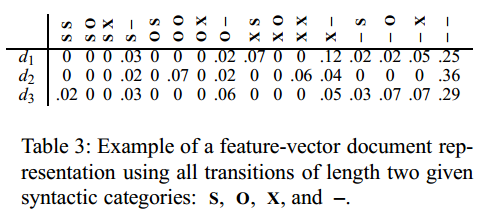 S S S O S X S – O S O O O X O – X S X O X X X – – S – O – X – –
d1 0 0 0 .03 0 0 0 .02 .07 0 0 .12 .02 .02 .05 .25
d2 0 0 0 .02 0 .07 0 .02 0 0 .06 .04 0 0 0 .36
d3 .02 0 0 .03 0 0 0 .06 0 0 0 .05 .03 .07 .07 .29
Table 3: Example of a feature-vector document rep-
resentation using all transitions of length two given
syntactic categories: S, O, X, and –.